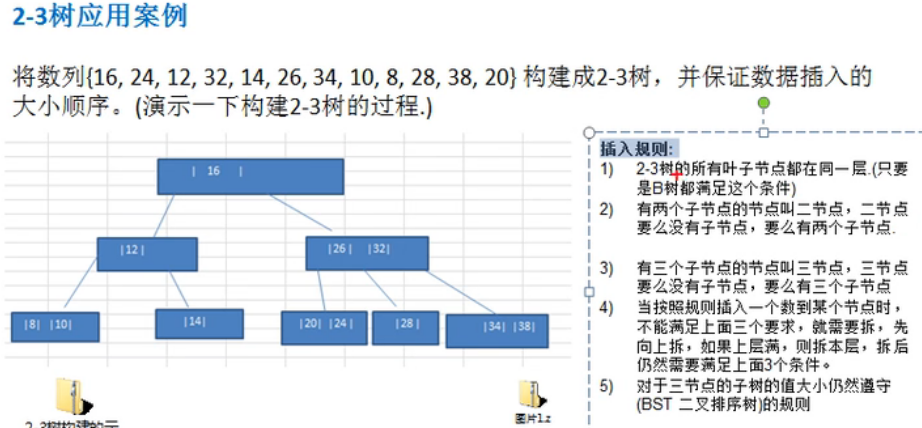 2-3树应用案例
将数列{16, 24, 12, 32, 14, 26, 34, 10, 8, 28, 38, 20} 构建成2-3树，并保证数据插入的
大小顺序。(演示一下构建2-3树的过程.)
| 16 |
|12 |
|26 | |32|
|8| |10|
|14|
|20| |24 |
|28 |
|34| |38|
插入规则:
1) 2-3树的所有叶子节点都在同一层.(只要
是B树都满足这个条件)
2) 有两个子节点的节点叫二节点，二节点
要么没有子节点，要么有两个子节点.
3) 有三个子节点的节点叫三节点，三节点
要么没有子节点，要么有三个子节点
4) 当按照规则插入一个数到某个节点时，
不能满足上面三个要求，就需要拆，先
向上拆，如果上层满，则拆本层，拆后
仍然需要满足上面3个条件。
5) 对于三节点的子树的值大小仍然遵守
(BST 二叉排序树)的规则
2-3树构建的示
图片1.z